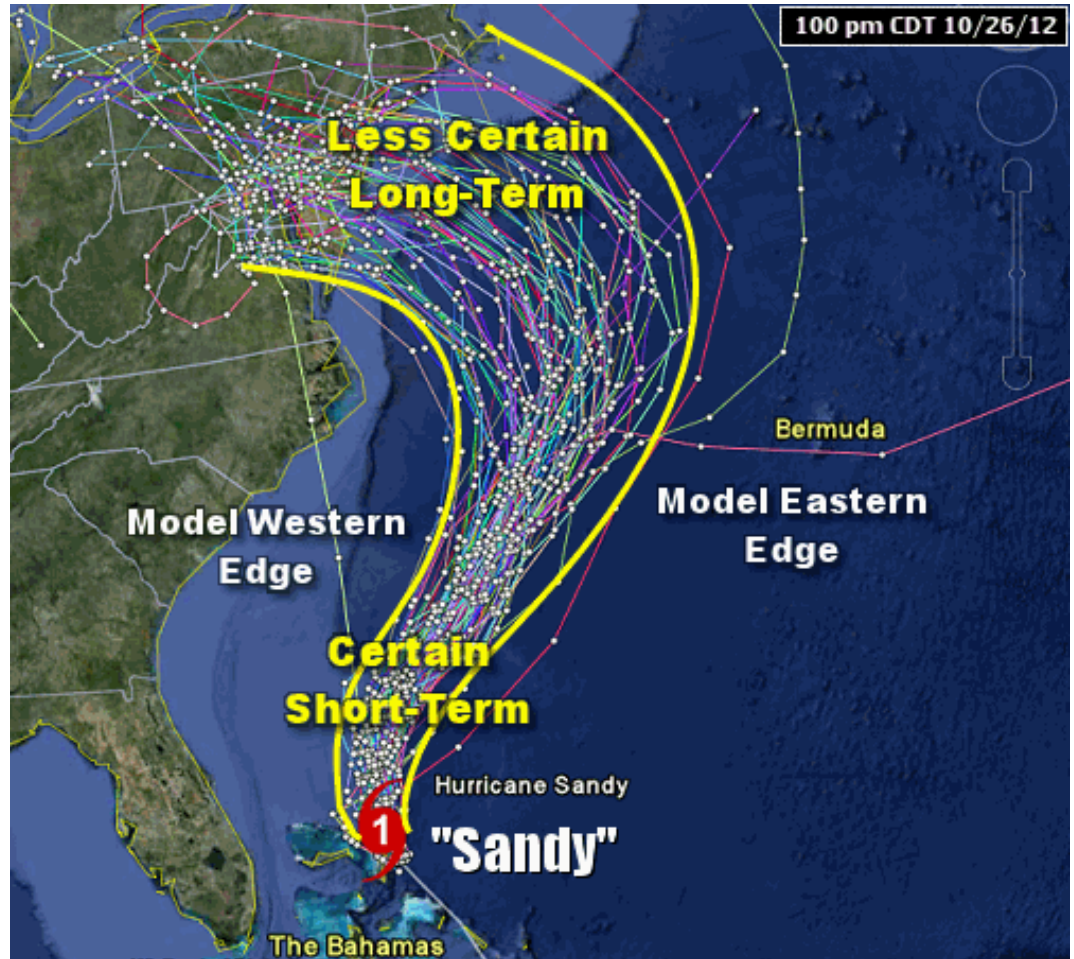 100 pm CDT 10/26/12
Less Certain
Long-Term
Bermuda
Model Western
Edge
Model Eastern
Edge
Certain
Short-Term
Hurricane Sandy
1
"Sandy"
The Bahamas